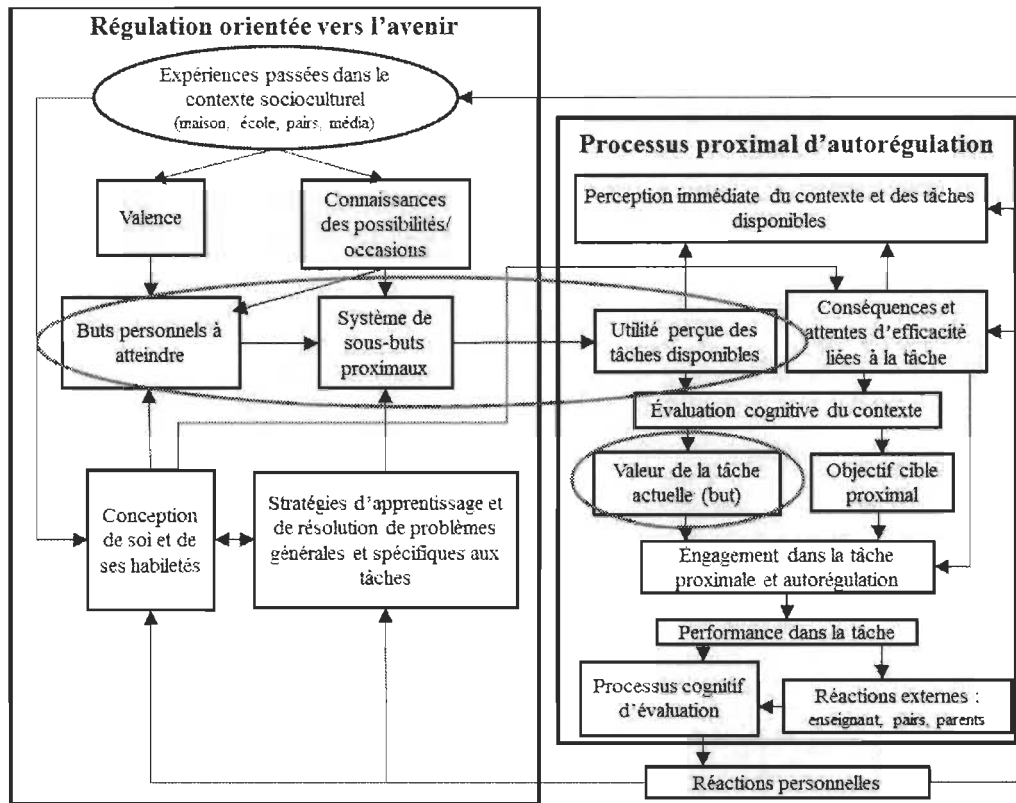 Régulation orientée vers l'avenir
Expériences passées dans le
contexte socioculturel
(maison, école, pairs, média)
Valence
Connaissances
des possibilités/
occasions
Buts personnels à
atteindre
Système de
sous-buts
proximaux
Conception
de soi et de
ses habiletés
Stratégies d'apprentissage et
de résolution de problèmes
générales et spécifiques aux
tâches
Processus proximal d'autorégulation
Perception immédiate du contexte et des tâches
disponibles
Utilité perçue des
tâches disponibles
Conséquences et
attentes d'efficacité
liées à la tâche
Évaluation cognitive du contexte
Valeur de la tâche
actuelle (but)
Objectif cible
proximal
Engagement dans la tâche
proximale et autorégulation
Performance dans la tâche
Processus cognitif
d'évaluation
Réactions externes :
enseignant, pairs, parents
Réactions personnelles